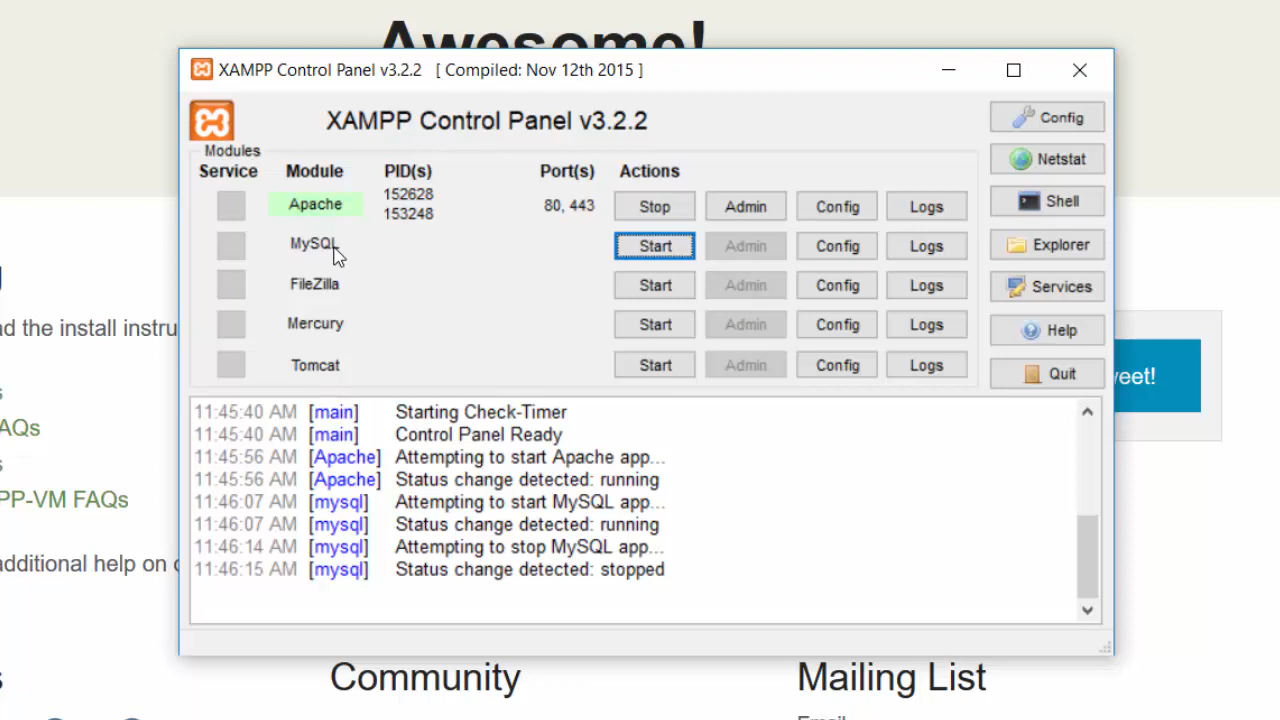 Awesome!
XAMPP Control Panel v3.2.2 [ Compiled: Nov 12th 2015 ]
XAMPP Control Panel v3.2.2
Config
Modules
Service Module PID(s) Port(s) Actions
Netstat
Apache 152628 153248 80, 443 Stop Admin Config Logs
Shell
MySQL Start Admin Config Logs
Explorer
FileZilla Start Admin Config Logs
Services
Mercury Start Admin Config Logs
Help
Tomcat Start Admin Config Logs
Quit
11:45:40 AM [main] Starting Check-Timer
11:45:40 AM [main] Control Panel Ready
11:45:56 AM [Apache] Attempting to start Apache app...
11:45:56 AM [Apache] Status change detected: running
11:46:07 AM [mysql] Attempting to start MySQL app...
11:46:07 AM [mysql] Status change detected: running
11:46:14 AM [mysql] Attempting to stop MySQL app...
11:46:15 AM [mysql] Status change detected: stopped
ad the install instru
AQs
PP-VM FAQs
additional help on
weet!
Community
Mailing List